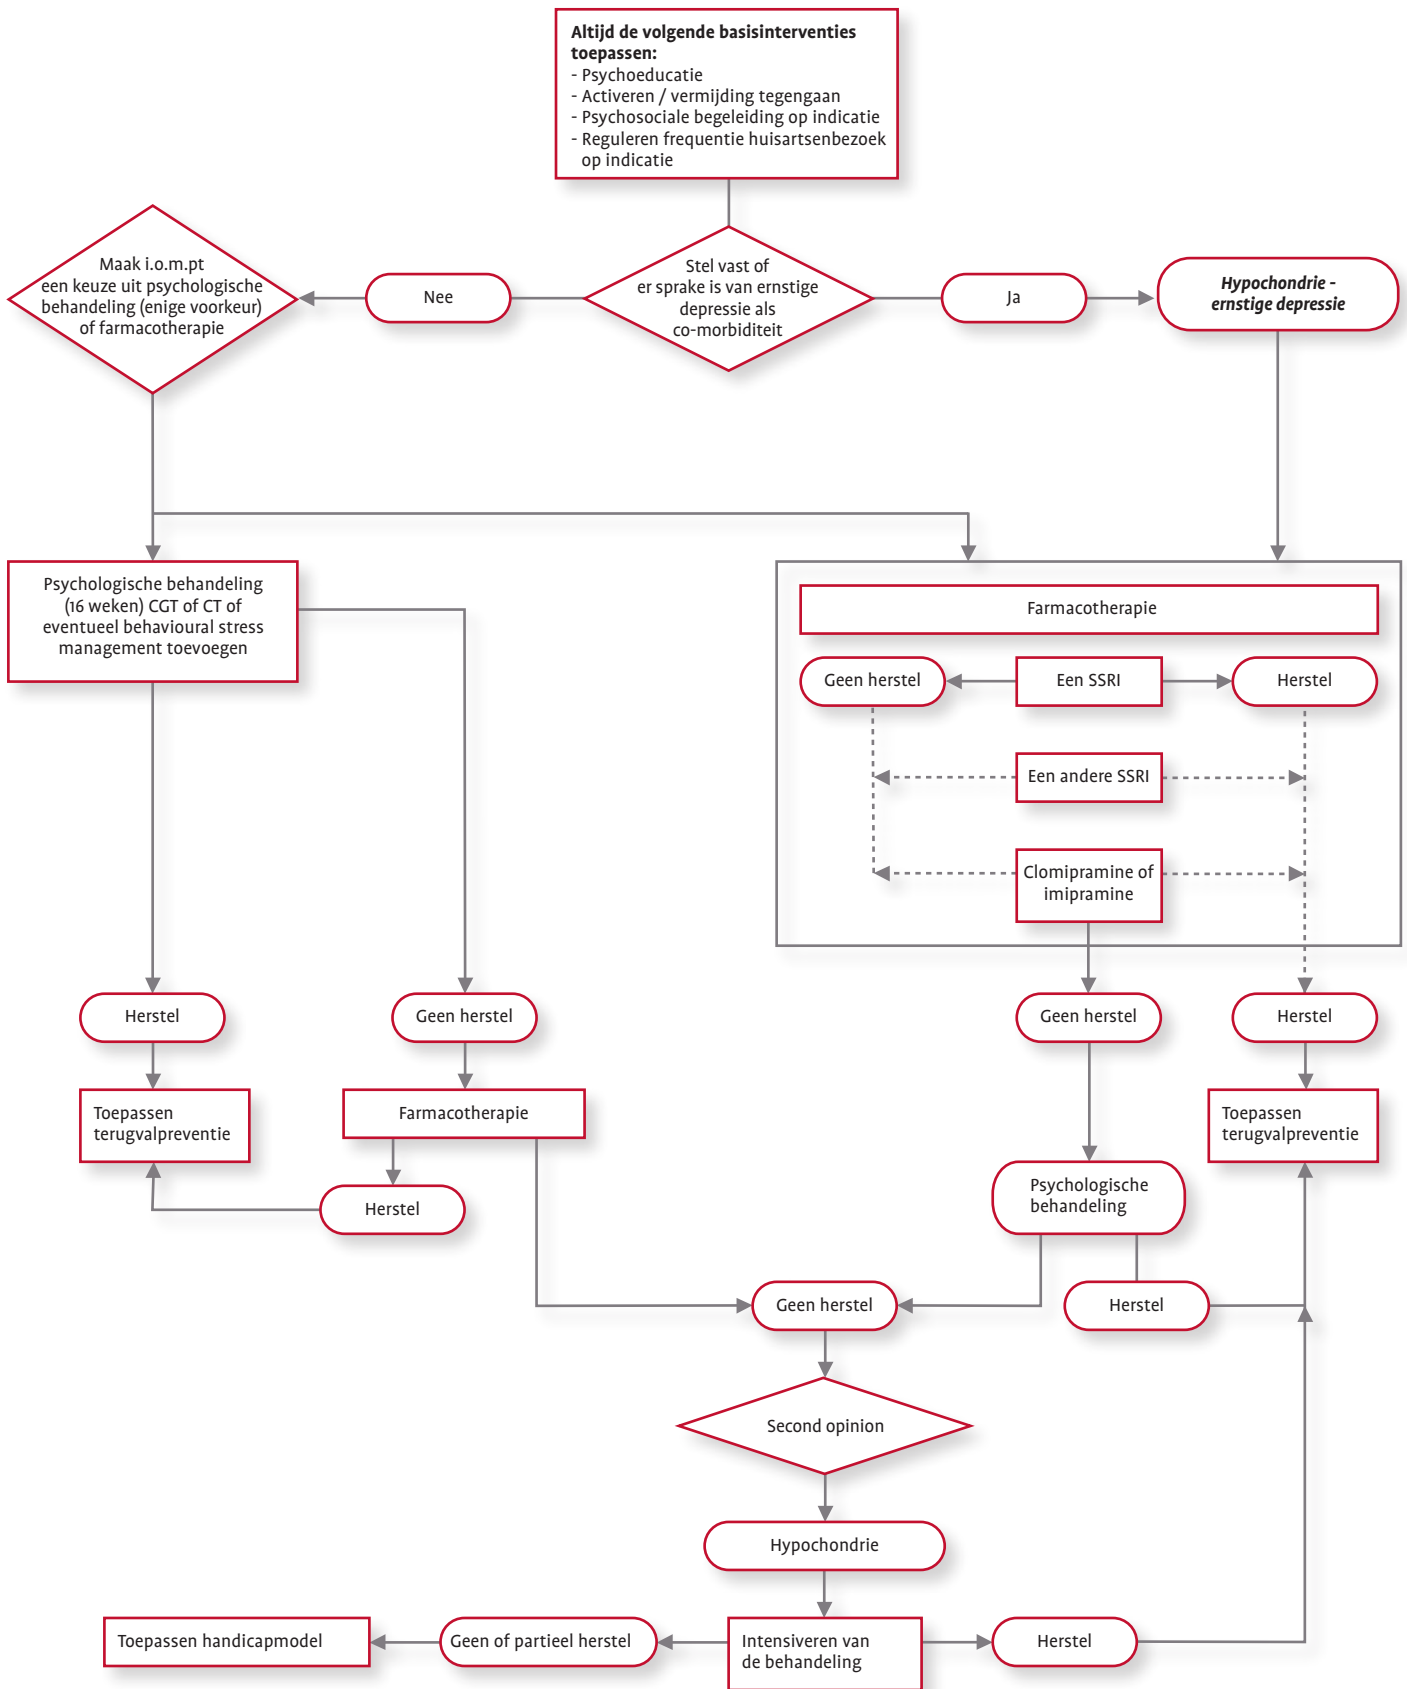 Altijd de volgende basisinterventies
toepassen:
- Psychoeducatie
- Activeren / vermijding tegengaan
- Psychosociale begeleiding op indicatie
- Reguleren frequentie huisartsenbezoek
op indicatie
Maak i.o.m.pt
een keuze uit psychologische
behandeling (enige voorkeur)
of farmacotherapie
Nee
Stel vast of
er sprake is van ernstige
depressie als
co-morbiditeit
Ja
Hypochondrie -
ernstige depressie
Psychologische behandeling
(16 weken) CGT of CT of
eventueel behavioural stress
management toevoegen
Farmacotherapie
Geen herstel
Een SSRI
Herstel
Een andere SSRI
Clomipramine of
imipramine
Herstel
Geen herstel
Geen herstel
Herstel
Toepassen
terugvalpreventie
Farmacotherapie
Toepassen
terugvalpreventie
Herstel
Psychologische
behandeling
Geen herstel
Herstel
Second opinion
Hypochondrie
Toepassen handicapmodel
Geen of partieel herstel
Intensiveren van
de behandeling
Herstel